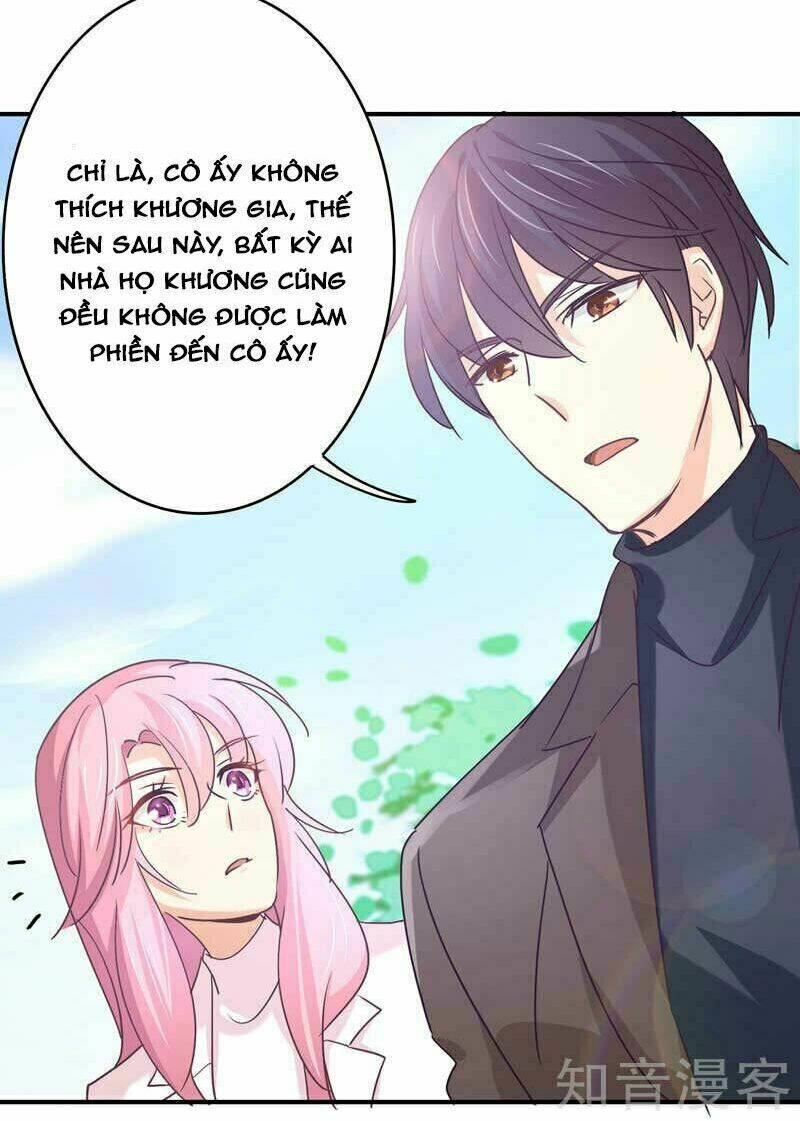 CHỈ LÀ, CÔ ẤY KHÔNG
THÍCH KHƯƠNG GIA, THẾ
NÊN SAU NÀY, BẤT KỲ AI
NHÀ HỌ KHƯƠNG CŨNG
ĐỀU KHÔNG ĐƯỢC LÀM
PHIỀN ĐẾN CÔ ẤY!
知音漫客